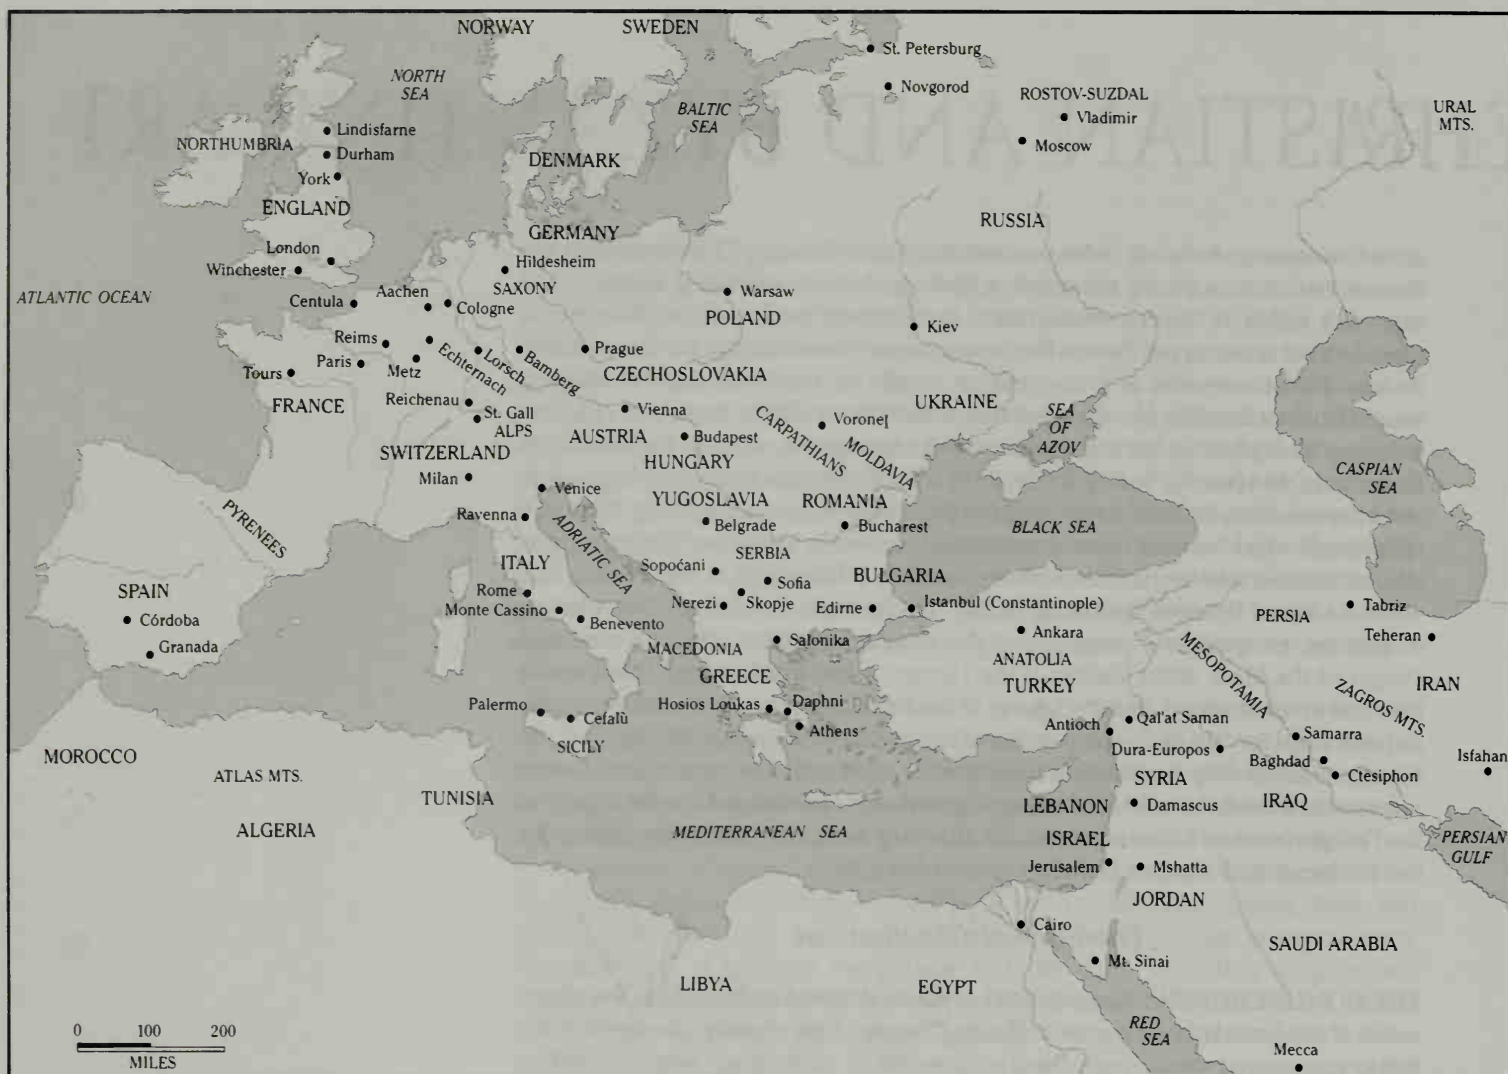 NORWAY
SWEDEN
St. Petersburg
NORTH
SEA
Novgorod
ROSTOV-SUZDAL
URAL
MTS.
BALTIC
SEA
Vladimir
Lindisfarne
NORTHUMBRIA
Moscow
Durham
DENMARK
York
ENGLAND
RUSSIA
GERMANY
London
Hildesheim
Winchester
SAXONY
ATLANTIC OCEAN
Aachen
Warsaw
Centula
Cologne
POLAND
Kiev
Reims
Echternach
Lorsch
Bamberg
Prague
Paris
Metz
Tours
CZECHOSLOVAKIA
Reichenau
FRANCE
UKRAINE
St. Gall
Vienna
SEA
OF
AZOV
ALPS
CARPATHIANS
Voroneţ
AUSTRIA
Budapest
MOLDAVIA
SWITZERLAND
HUNGARY
CASPIAN
SEA
Milan
Venice
YUGOSLAVIA
ROMANIA
PYRENEES
Ravenna
ADRIATIC SEA
Belgrade
Bucharest
BLACK SEA
SERBIA
ITALY
Sopoćani
BULGARIA
Sofia
SPAIN
Rome
Nerezi
Skopje
Edirne
Istanbul (Constantinople)
Tabriz
Monte Cassino
PERSIA
Córdoba
Benevento
Ankara
Teheran
Granada
MACEDONIA
Salonika
ANATOLIA
MESOPOTAMIA
GREECE
TURKEY
ZAGROS MTS.
IRAN
Palermo
Hosios Loukas
Daphni
Cefalù
Qal'at Saman
Antioch
Athens
SICILY
Samarra
Dura-Europos
MOROCCO
Baghdad
Isfahan
ATLAS MTS.
SYRIA
Ctesiphon
TUNISIA
LEBANON
Damascus
IRAQ
ALGERIA
MEDITERRANEAN SEA
ISRAEL
PERSIAN
GULF
Jerusalem
Mshatta
JORDAN
Cairo
SAUDI ARABIA
Mt. Sinai
LIBYA
EGYPT
0 100 200
MILES
RED
SEA
Mecca